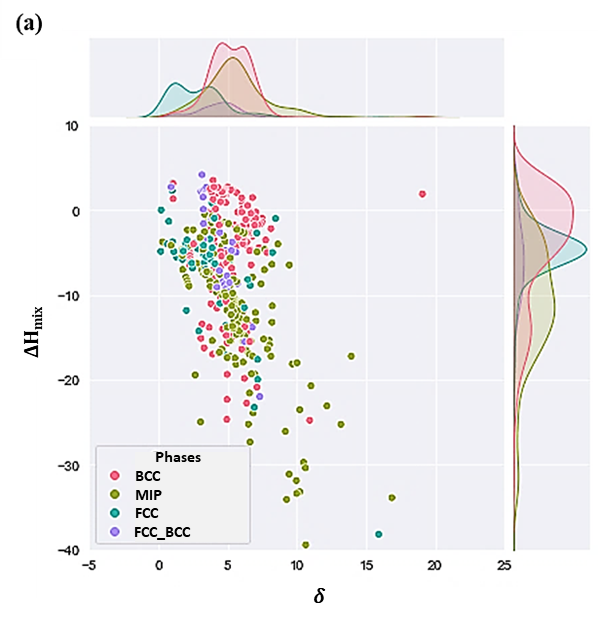 (a)
10
0
−10
−20
−30
−40
ΔHmix
Phases
BCC
MIP
FCC
FCC_BCC
−5
0
5
10
15
20
25
δ